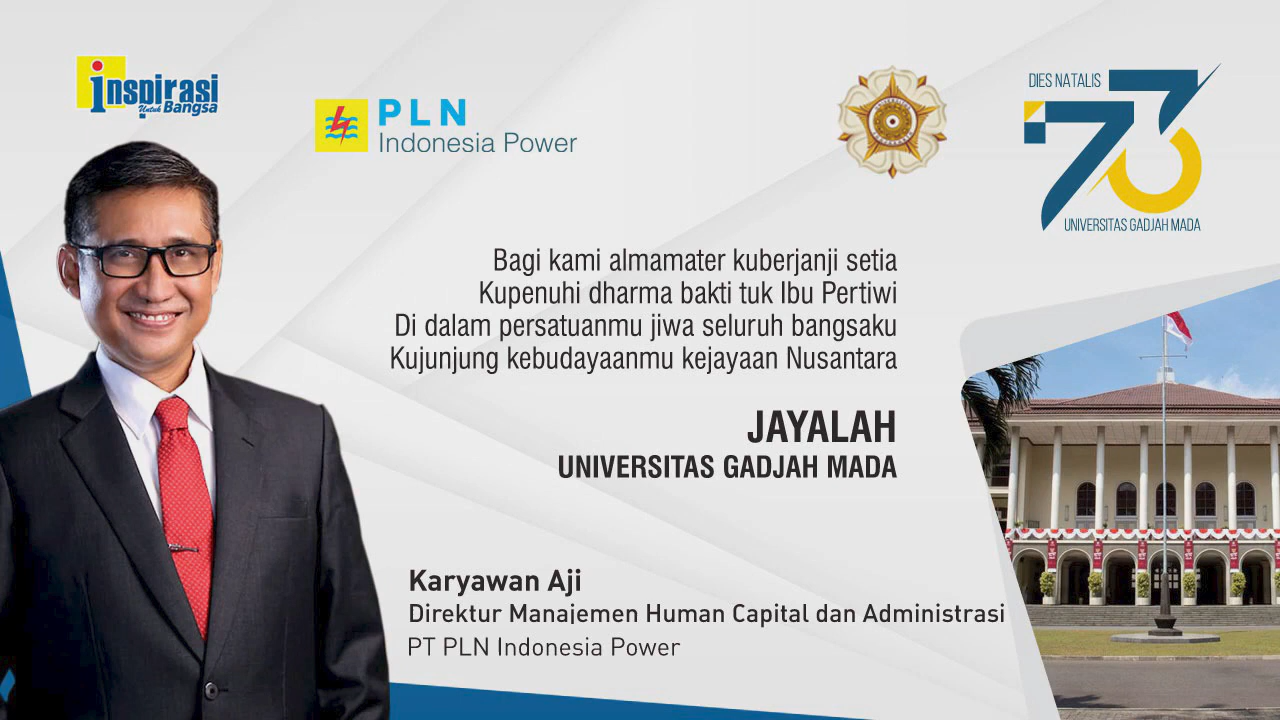 inspirasi
Untuk Bangsa
PLN
Indonesia Power
DIES NATALIS
73
UNIVERSITAS GADJAH MADA
Bagi kami almamater kuberjanji setia
Kupenuhi dharma bakti tuk Ibu Pertiwi
Di dalam persatuanmu jiwa seluruh bangsaku
Kujunjung kebudayaanmu kejayaan Nusantara
JAYALAH
UNIVERSITAS GADJAH MADA
Karyawan Aji
Direktur Manajemen Human Capital dan Administrasi
PT PLN Indonesia Power